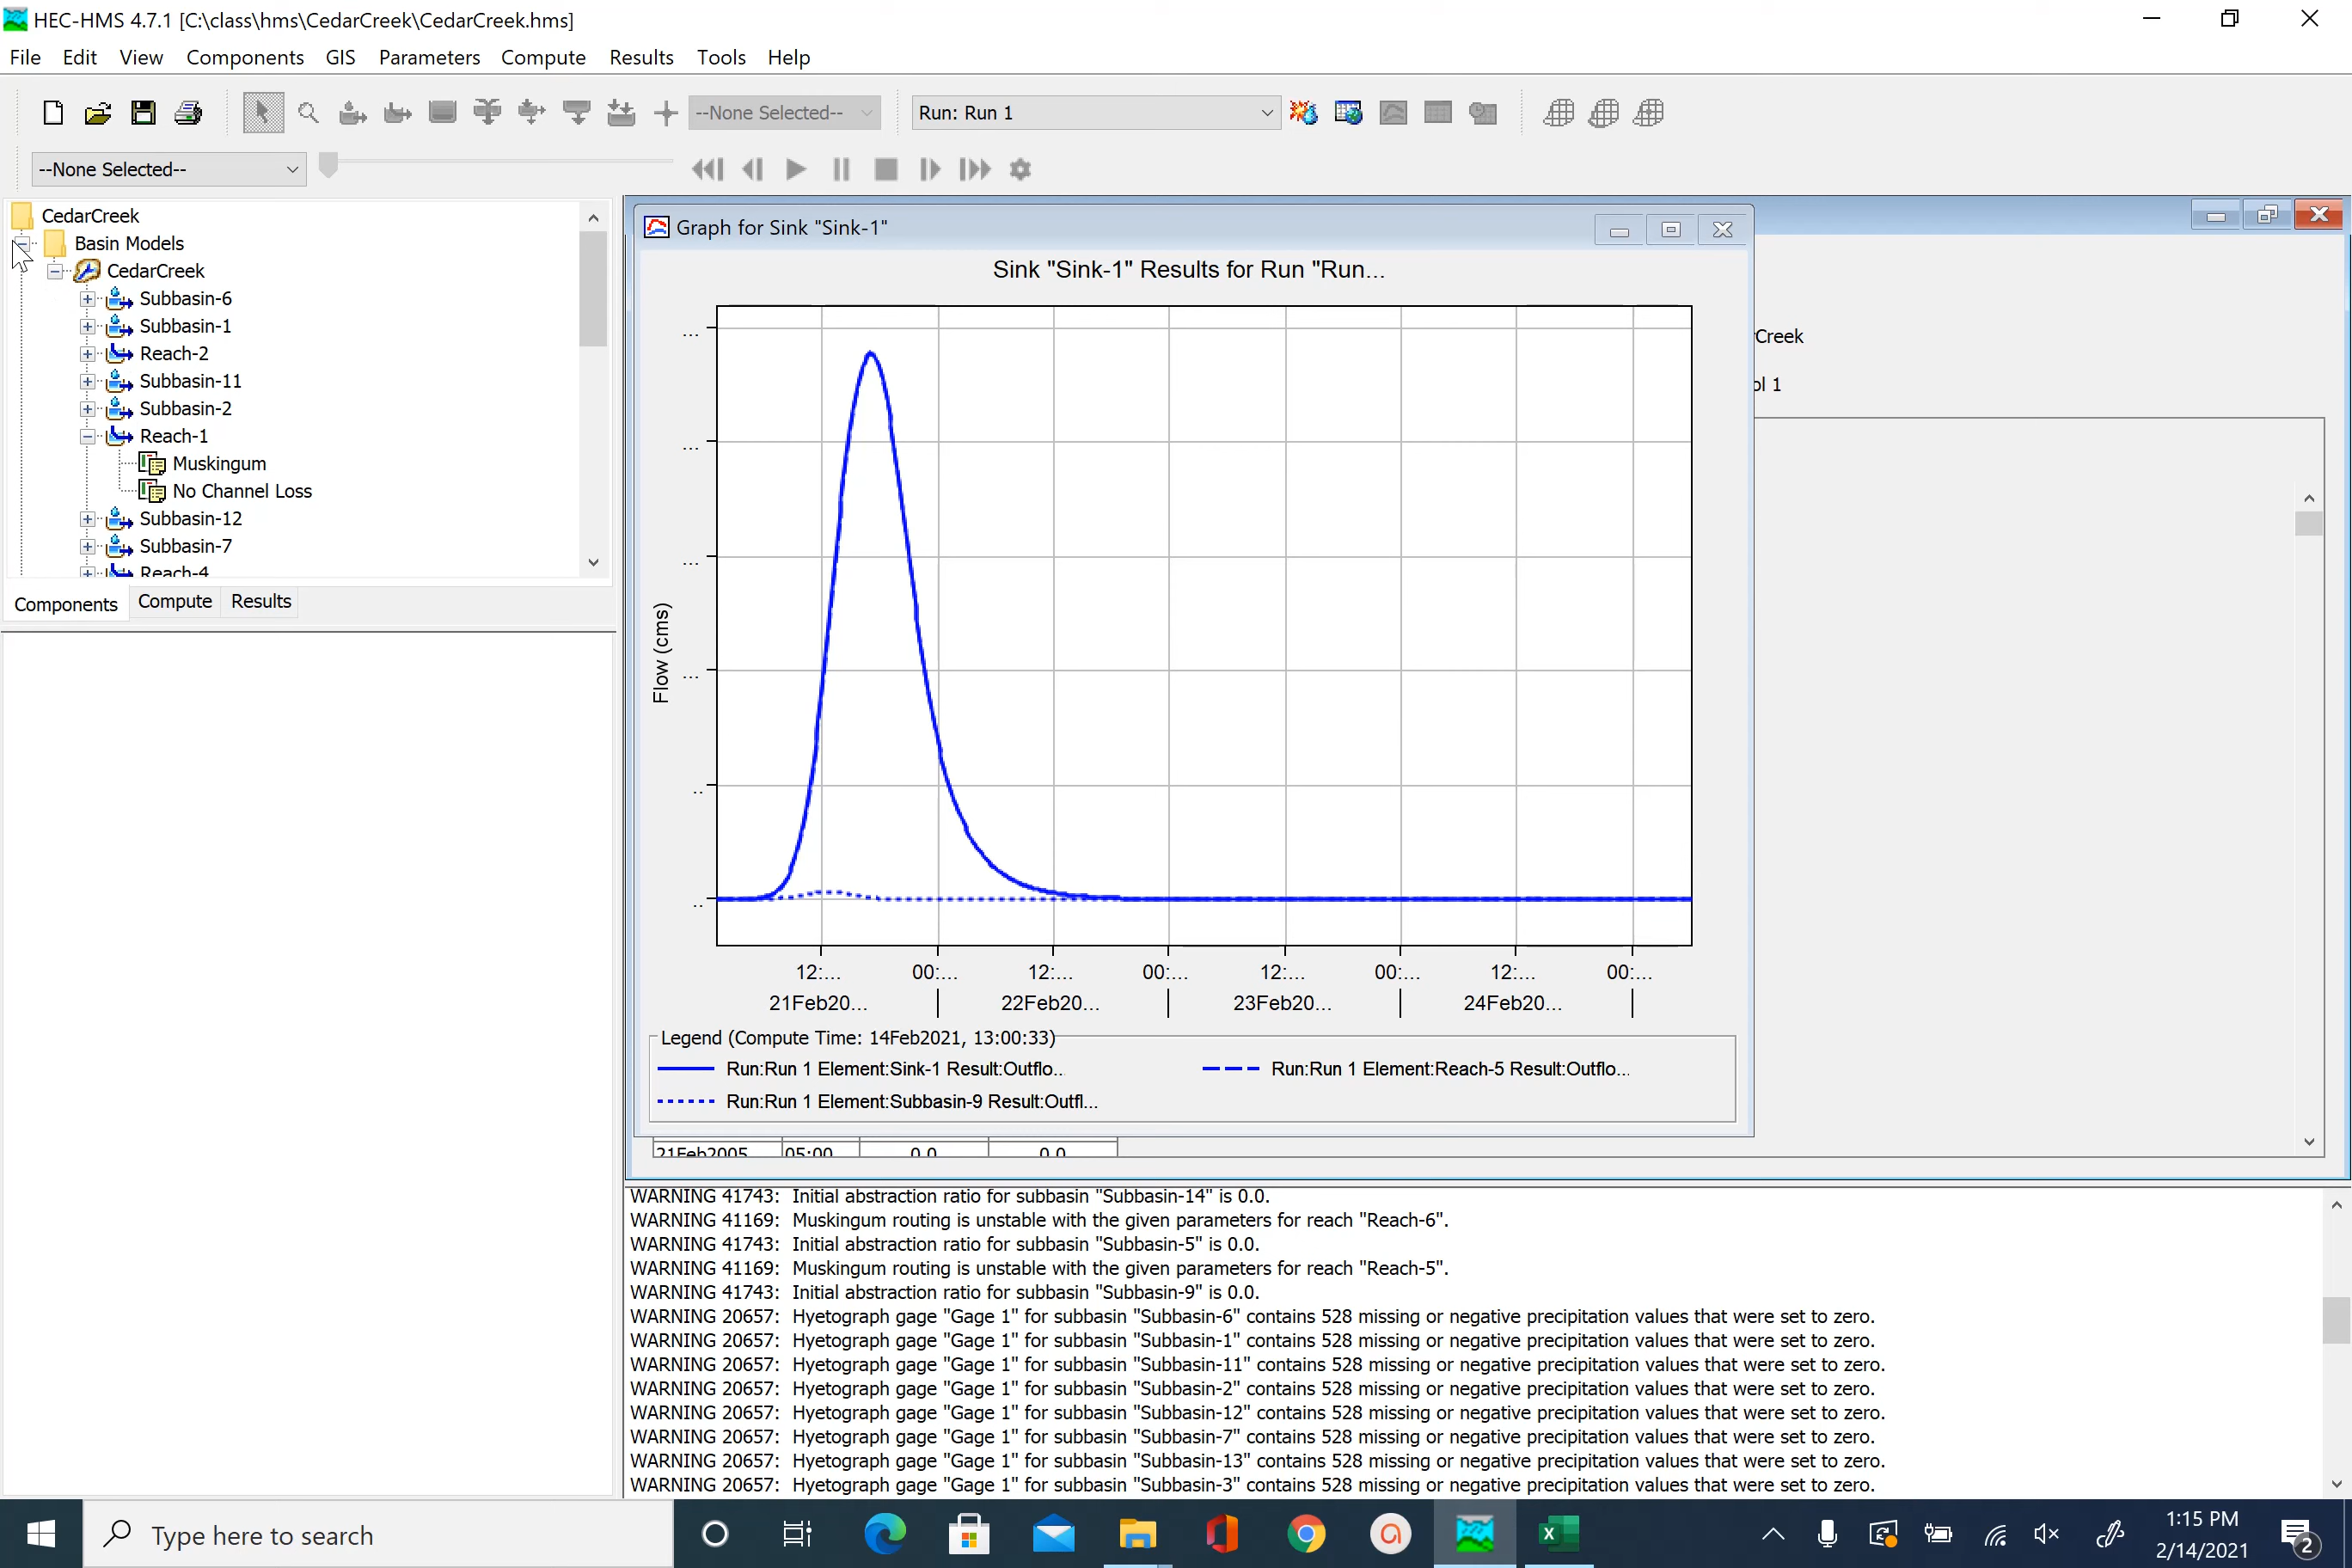 HEC-HMS 4.7.1 [C:\class\hms\CedarCreek\CedarCreek.hms]
File Edit View Components GIS Parameters Compute Results Tools Help
--None Selected-- Run: Run 1
--None Selected--
CedarCreek
Basin Models
CedarCreek
Subbasin-6
Subbasin-1
Reach-2
Subbasin-11
Subbasin-2
Reach-1
Muskingum
No Channel Loss
Subbasin-12
Subbasin-7
Reach-4
Components Compute Results
Graph for Sink "Sink-1"
Sink "Sink-1" Results for Run "Run...
Creek
ol 1
...
...
...
...
..
..
Flow (cms)
12:... 00:... 12:... 00:... 12:... 00:... 12:... 00:...
21Feb20... 22Feb20... 23Feb20... 24Feb20...
Legend (Compute Time: 14Feb2021, 13:00:33)
Run:Run 1 Element:Sink-1 Result:Outflo... Run:Run 1 Element:Reach-5 Result:Outflo...
Run:Run 1 Element:Subbasin-9 Result:Outfl...
21Feb2005 05:00 0.0 0.0
WARNING 41743: Initial abstraction ratio for subbasin "Subbasin-14" is 0.0.
WARNING 41169: Muskingum routing is unstable with the given parameters for reach "Reach-6".
WARNING 41743: Initial abstraction ratio for subbasin "Subbasin-5" is 0.0.
WARNING 41169: Muskingum routing is unstable with the given parameters for reach "Reach-5".
WARNING 41743: Initial abstraction ratio for subbasin "Subbasin-9" is 0.0.
WARNING 20657: Hyetograph gage "Gage 1" for subbasin "Subbasin-6" contains 528 missing or negative precipitation values that were set to zero.
WARNING 20657: Hyetograph gage "Gage 1" for subbasin "Subbasin-1" contains 528 missing or negative precipitation values that were set to zero.
WARNING 20657: Hyetograph gage "Gage 1" for subbasin "Subbasin-11" contains 528 missing or negative precipitation values that were set to zero.
WARNING 20657: Hyetograph gage "Gage 1" for subbasin "Subbasin-2" contains 528 missing or negative precipitation values that were set to zero.
WARNING 20657: Hyetograph gage "Gage 1" for subbasin "Subbasin-12" contains 528 missing or negative precipitation values that were set to zero.
WARNING 20657: Hyetograph gage "Gage 1" for subbasin "Subbasin-7" contains 528 missing or negative precipitation values that were set to zero.
WARNING 20657: Hyetograph gage "Gage 1" for subbasin "Subbasin-13" contains 528 missing or negative precipitation values that were set to zero.
WARNING 20657: Hyetograph gage "Gage 1" for subbasin "Subbasin-3" contains 528 missing or negative precipitation values that were set to zero.
Type here to search
1:15 PM
2/14/2021
2